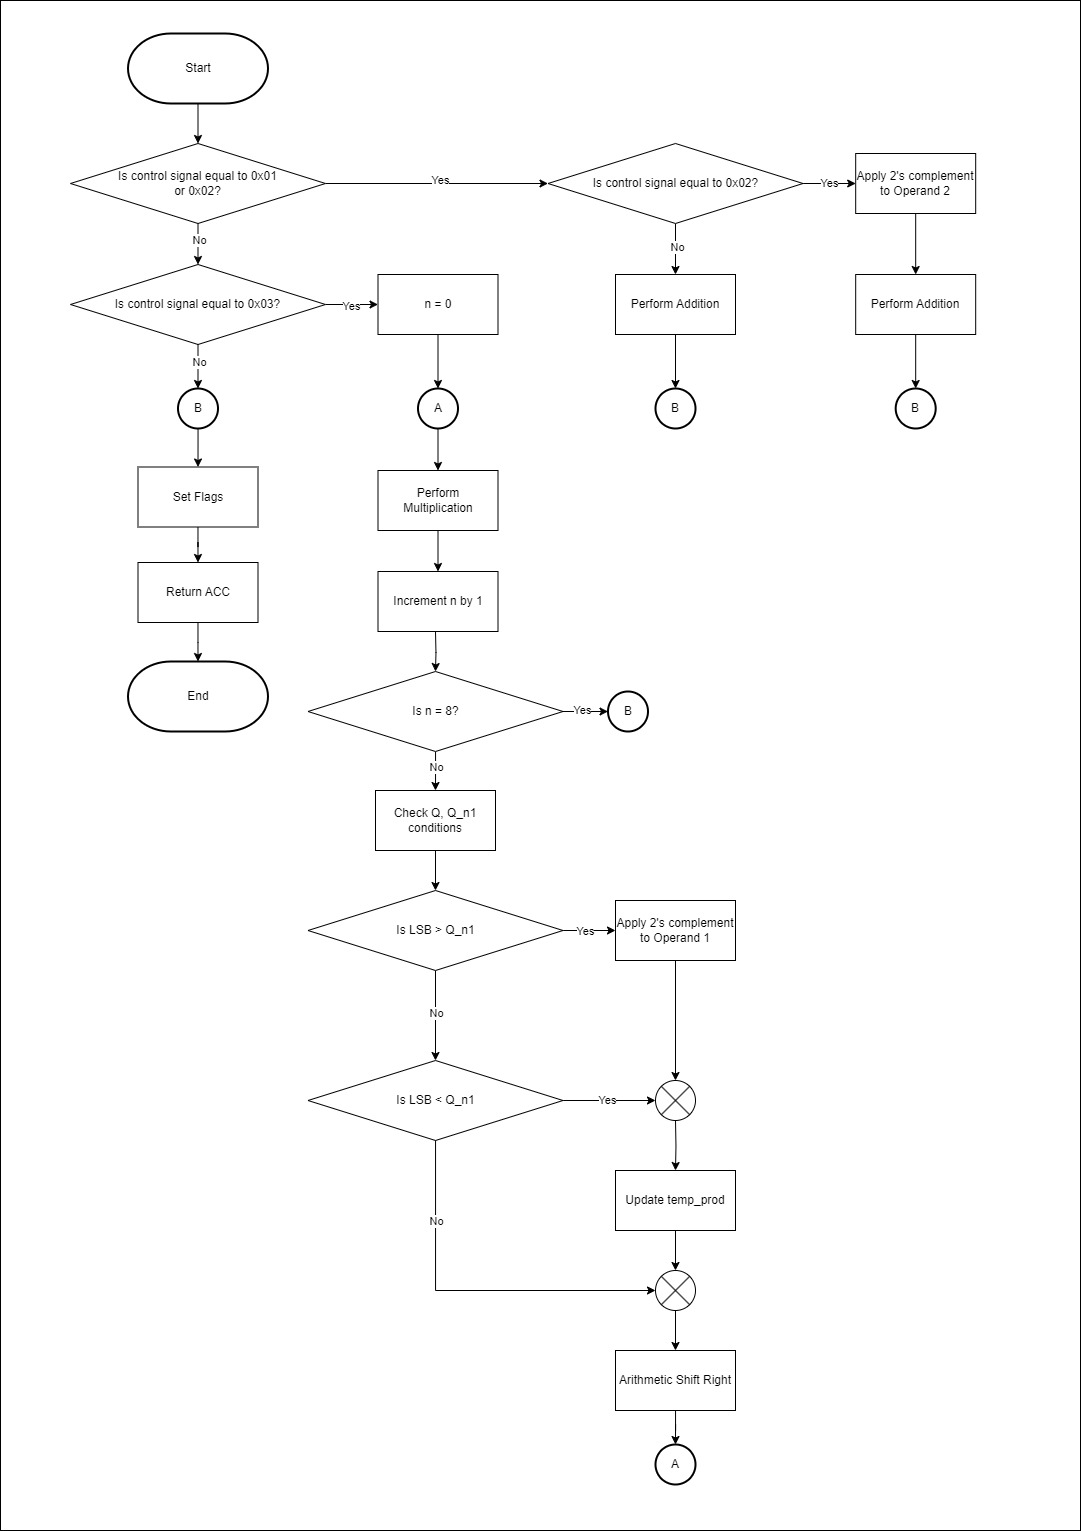 Start
Is control signal equal to 0x01
or 0x02?
Yes
Is control signal equal to 0x02?
Yes
Apply 2's complement
to Operand 2
No
No
Is control signal equal to 0x03?
Yes
n = 0
Perform Addition
Perform Addition
No
B
A
B
B
Set Flags
Perform
Multiplication
Return ACC
Increment n by 1
End
Is n = 8?
Yes
B
No
Check Q, Q_n1
conditions
Is LSB > Q_n1
Yes
Apply 2's complement
to Operand 1
No
Is LSB < Q_n1
Yes
Update temp_prod
No
Arithmetic Shift Right
A